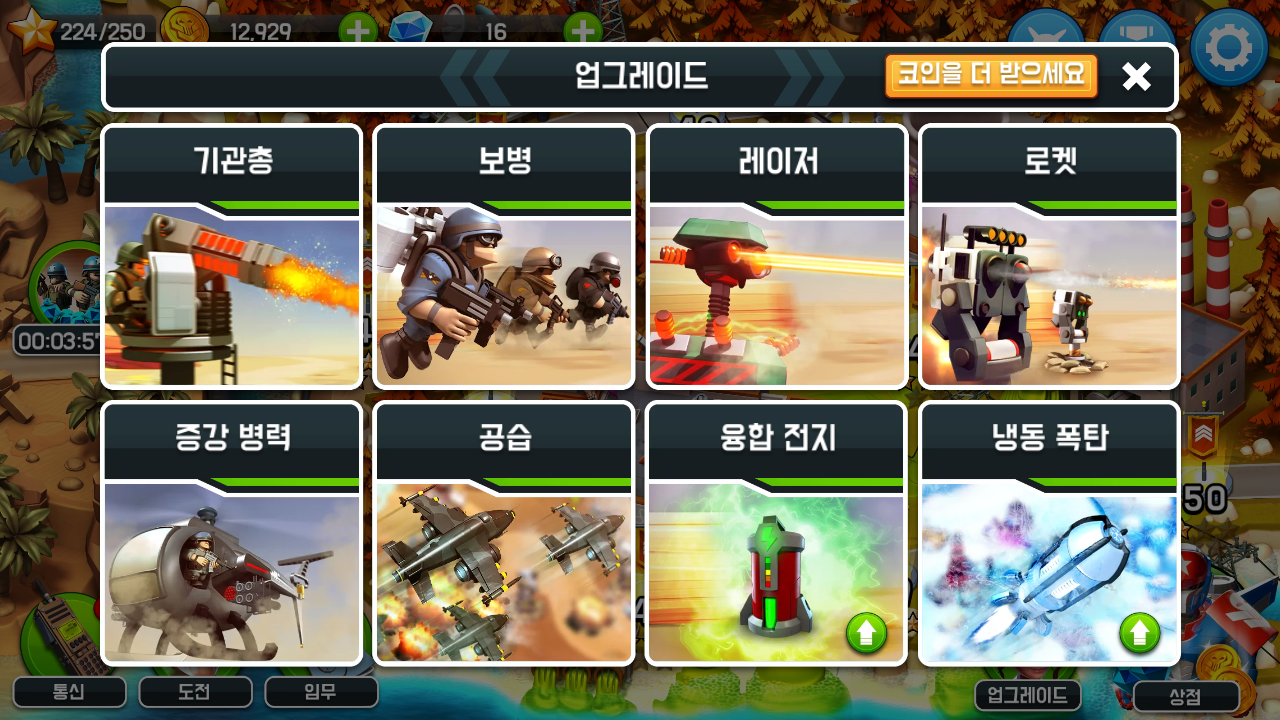 224/250
12,929
16
업그레이드
코인을 더 받으세요
기관총
보병
레이저
로켓
00:03:5
증강 병력
공습
융합 전지
냉동 폭탄
50
통신
도전
임무
업그레이드
상점